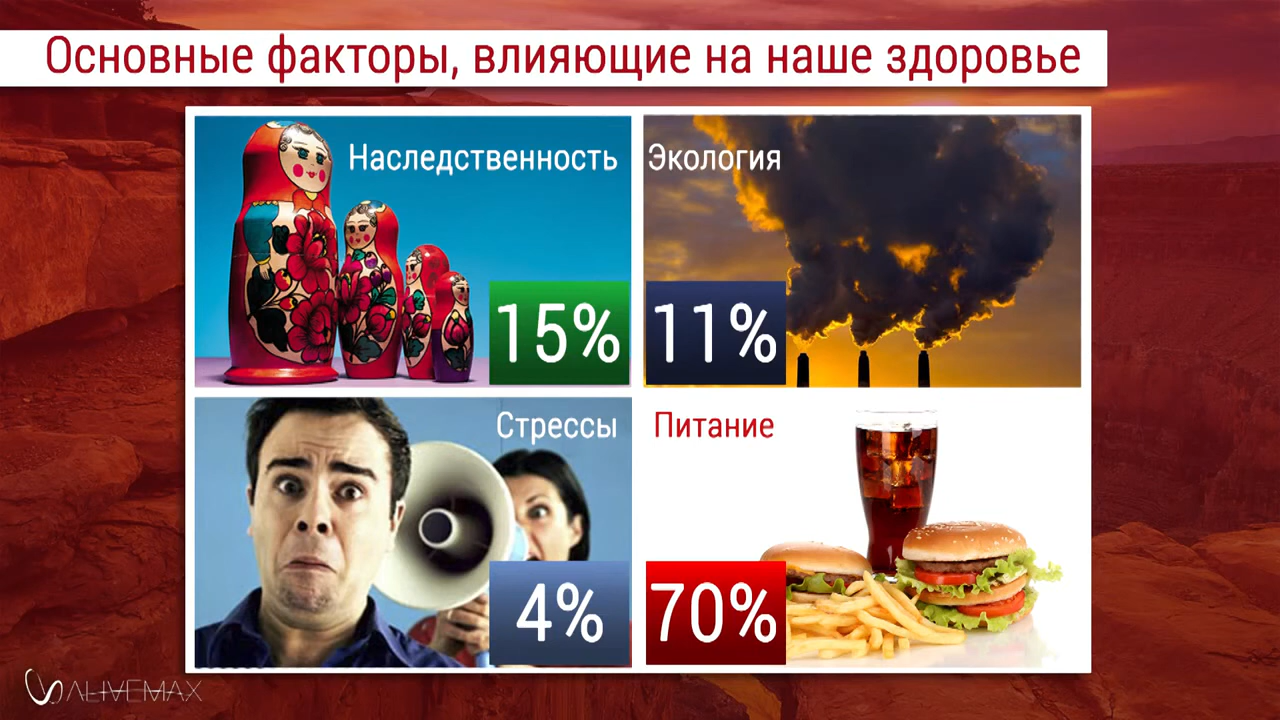 Основные факторы, влияющие на наше здоровье
Наследственность
15%
Экология
11%
Стрессы
4%
Питание
70%
ALIVEMAX